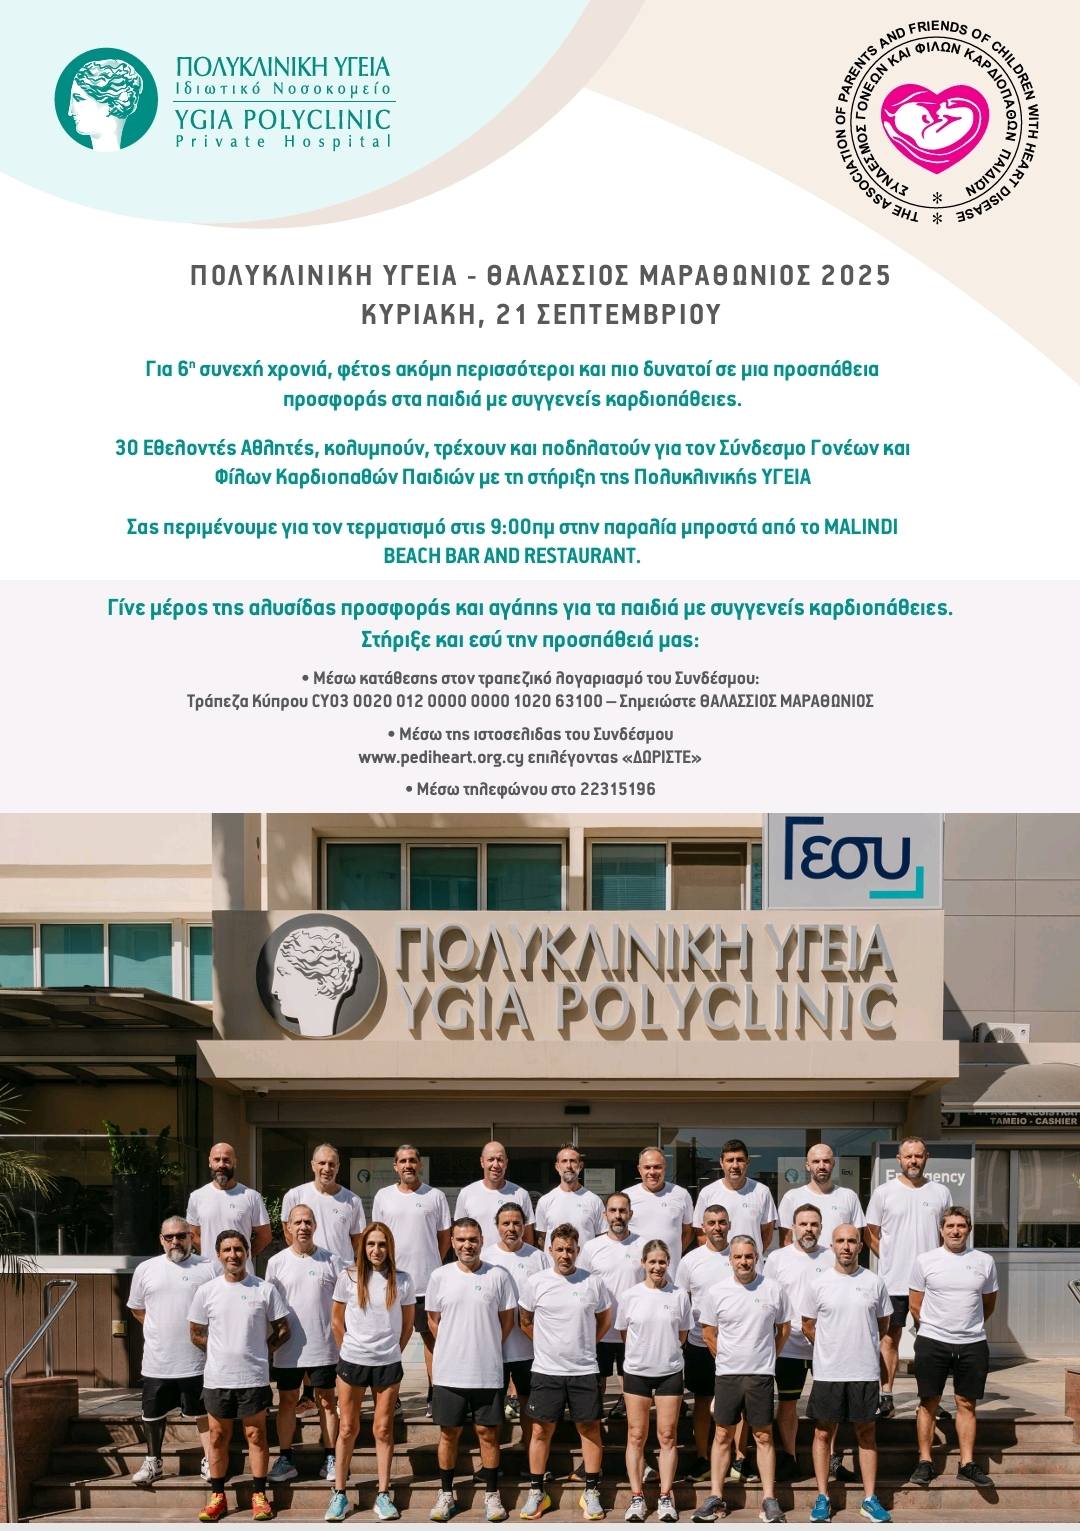 ΠΟΛΥΚΛΙΝΙΚΗ ΥΓΕΙΑ
Ιδιωτικό Νοσοκομείο
YGIA POLYCLINIC
Private Hospital
THE ASSOCIATION OF PARENTS AND FRIENDS OF CHILDREN WITH HEART DISEASE
ΣΥΝΔΕΣΜΟΣ ΓΟΝΕΩΝ ΚΑΙ ΦΙΛΩΝ ΚΑΡΔΙΟΠΑΘΩΝ ΠΑΙΔΙΩΝ
ΠΟΛΥΚΛΙΝΙΚΗ ΥΓΕΙΑ - ΘΑΛΑΣΣΙΟΣ ΜΑΡΑΘΩΝΙΟΣ 2025
ΚΥΡΙΑΚΗ, 21 ΣΕΠΤΕΜΒΡΙΟΥ
Για 6η συνεχή χρονιά, φέτος ακόμη περισσότεροι και πιο δυνατοί σε μια προσπάθεια
προσφοράς στα παιδιά με συγγενείς καρδιοπάθειες.
30 Εθελοντές Αθλητές, κολυμπούν, τρέχουν και ποδηλατούν για τον Σύνδεσμο Γονέων και
Φίλων Καρδιοπαθών Παιδιών με τη στήριξη της Πολυκλινικής ΥΓΕΙΑ
Σας περιμένουμε για τον τερματισμό στις 9:00πμ στην παραλία μπροστά από το MALINDI
BEACH BAR AND RESTAURANT.
Γίνε μέρος της αλυσίδας προσφοράς και αγάπης για τα παιδιά με συγγενείς καρδιοπάθειες.
Στήριξε και εσύ την προσπάθειά μας:
• Μέσω κατάθεσης στον τραπεζικό λογαριασμό του Συνδέσμου:
Τράπεζα Κύπρου CY03 0020 012 0000 0000 1020 63100 – Σημειώστε ΘΑΛΑΣΣΙΟΣ ΜΑΡΑΘΩΝΙΟΣ
• Μέσω της ιστοσελιδας του Συνδέσμου
www.pediheart.org.cy επιλέγοντας «ΔΩΡΙΣΤΕ»
• Μέσω τηλεφώνου στο 22315196
Γεσυ
ΠΟΛΥΚΛΙΝΙΚΗ ΥΓΕΙΑ
YGIA POLYCLINIC
ΤΑΜΕΙΟ - CASHIER